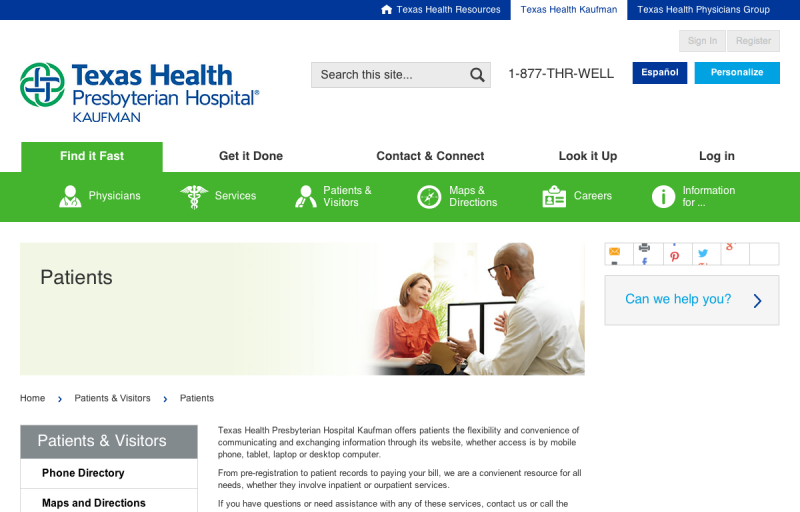 Texas Health Resources
Texas Health Kaufman
Texas Health Physicians Group
Sign In
Register
Texas Health
Presbyterian Hospital®
KAUFMAN
Search this site...
1-877-THR-WELL
Español
Personalize
Find it Fast
Get it Done
Contact & Connect
Look it Up
Log in
Physicians
Services
Patients &
Visitors
Maps &
Directions
Careers
Information
for ...
Patients
Can we help you?
Home
Patients & Visitors
Patients
Patients & Visitors
Phone Directory
Maps and Directions
Texas Health Presbyterian Hospital Kaufman offers patients the flexibility and convenience of
communicating and exchanging information through its website, whether access is by mobile
phone, tablet, laptop or desktop computer.
From pre-registration to patient records to paying your bill, we are a convienent resource for all
needs, whether they involve inpatient or ourpatient services.
If you have questions or need assistance with any of these services, contact us or call the